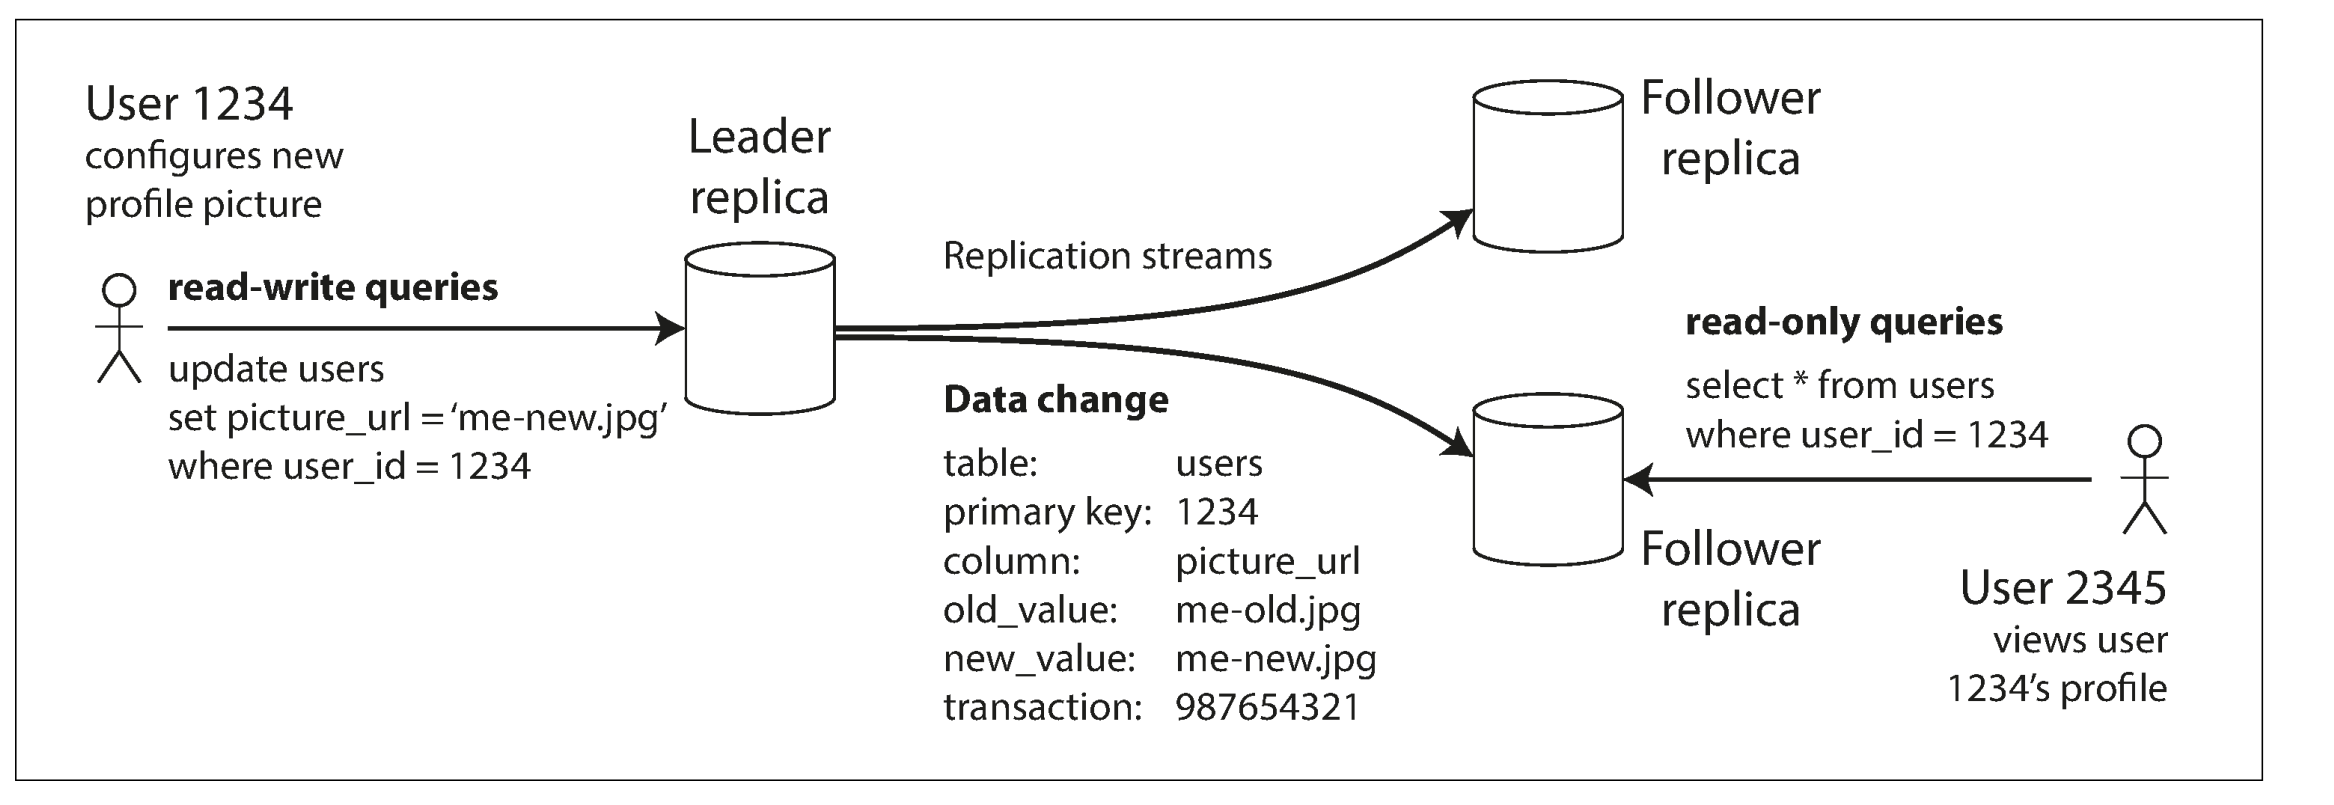 User 1234
configures new
profile picture
read-write queries
update users
set picture_url = ‘me-new.jpg’
where user_id = 1234
Leader
replica
Replication streams
Data change
table: users
primary key: 1234
column: picture_url
old_value: me-old.jpg
new_value: me-new.jpg
transaction: 987654321
Follower
replica
read-only queries
select * from users
where user_id = 1234
Follower
replica
User 2345
views user
1234’s profile